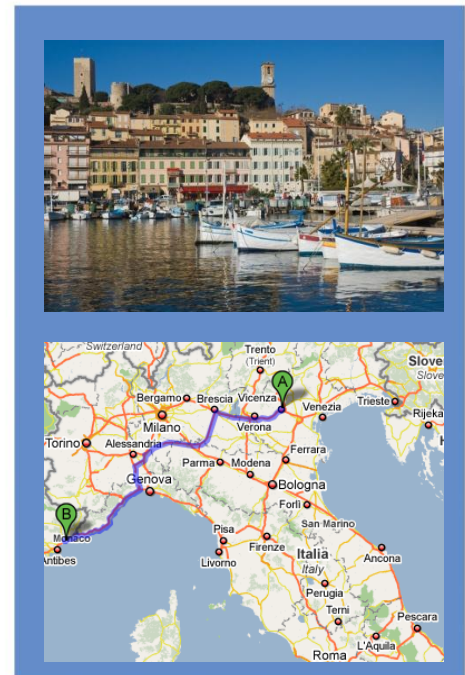 Switzerland
Trento
(Trient)
Slove
Slove
A
Bergamo
Brescia
Vicenza
Venezia
Trieste
Rijeka
Milano
Verona
Torino
Alessandria
Ferrara
Parma
Modena
Genova
Bologna
B
Forlì
San Marino
Monaco
Antibes
Pisa
Livorno
Firenze
Italia
Italy
Ancona
Perugia
Terni
Pescara
L'Aquila
Roma